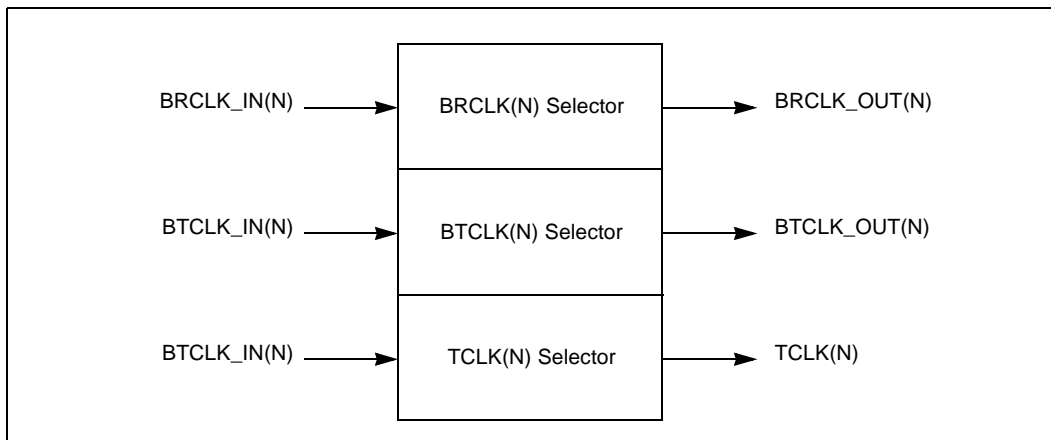 BRCLK_IN(N)
BRCLK(N) Selector
BRCLK_OUT(N)
BTCLK_IN(N)
BTCLK(N) Selector
BTCLK_OUT(N)
BTCLK_IN(N)
TCLK(N) Selector
TCLK(N)